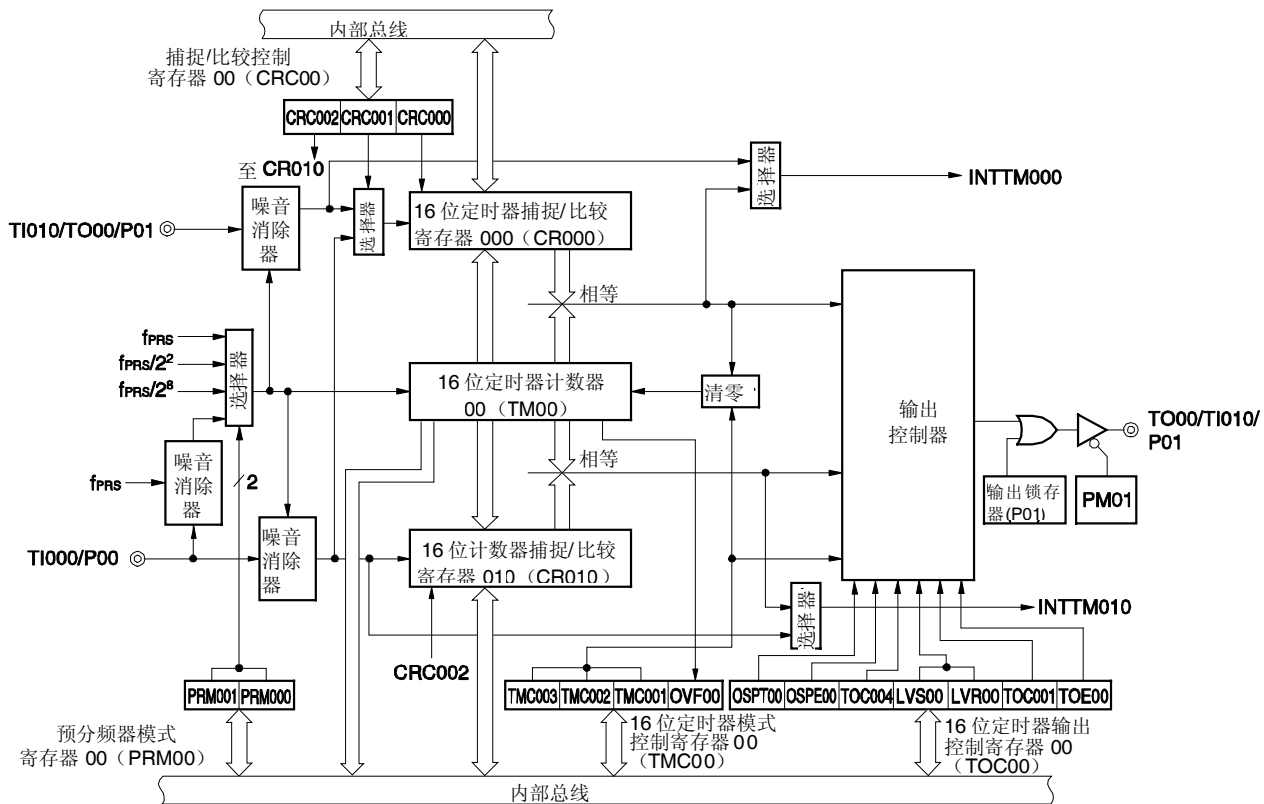 内部总线
捕捉/比较控制
寄存器 00（CRC00）
CRC002 CRC001 CRC000
至 CR010
选择器
INTTM000
TI010/TO00/P01
噪音
消除
器
选择器
16 位定时器捕捉/比较
寄存器 000（CR000）
相等
fPRS
fPRS/2²
fPRS/2⁸
选择器
16 位定时器计数器
00（TM00）
清零
输出
控制器
TO00/TI010/
P01
相等
fPRS
噪音
消除
器
2
输出锁存
器(P01)
PM01
TI000/P00
噪音
消除
器
16 位计数器捕捉/比较
寄存器 010（CR010）
选择器
INTTM010
CRC002
PRM001 PRM000
TMC003 TMC002 TMC001 OVF00
OSPT00 OSPE00 TOC004 LVS00 LVR00 TOC001 TOE00
预分频器模式
寄存器 00（PRM00）
16 位定时器模式
控制寄存器 00
（TMC00）
16 位定时器输出
控制寄存器 00
（TOC00）
内部总线